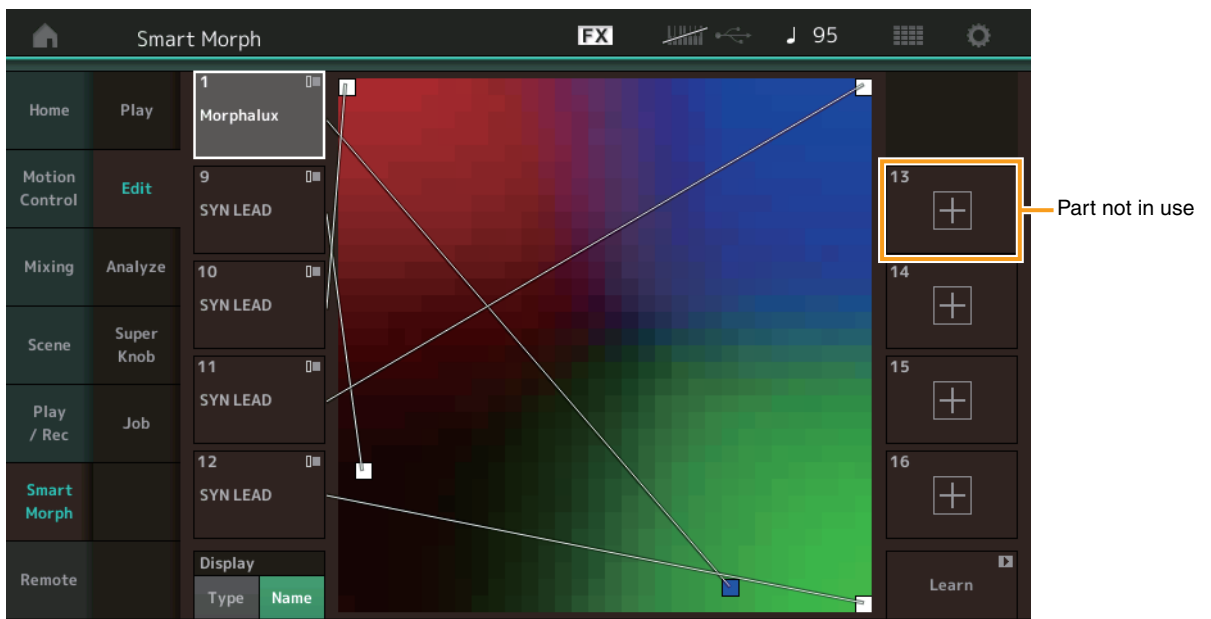 Smart Morph
FX
♩ 95
Home
Play
Motion
Control
Edit
Mixing
Analyze
Scene
Super
Knob
Play
/ Rec
Job
Smart
Morph
Remote
1
Morphalux
9
SYN LEAD
10
SYN LEAD
11
SYN LEAD
12
SYN LEAD
Display
Type
Name
13
14
15
16
Learn
Part not in use